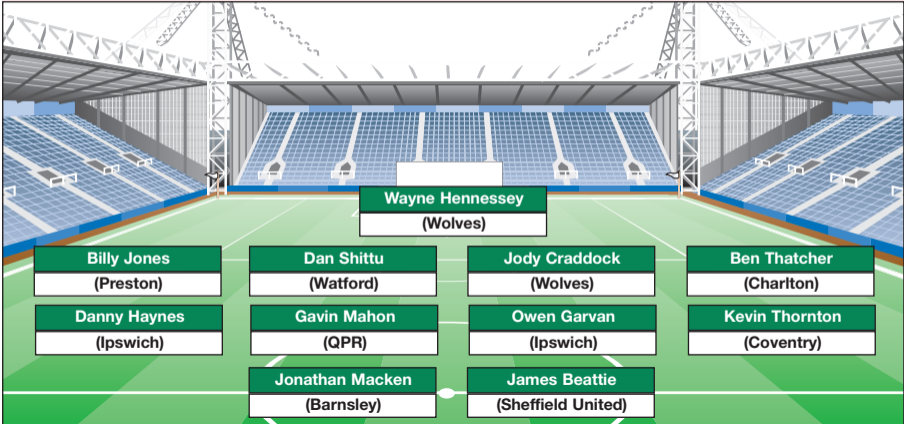 Wayne Hennessey
(Wolves)
Billy Jones
(Preston)
Dan Shittu
(Watford)
Jody Craddock
(Wolves)
Ben Thatcher
(Charlton)
Danny Haynes
(Ipswich)
Gavin Mahon
(QPR)
Owen Garvan
(Ipswich)
Kevin Thornton
(Coventry)
Jonathan Macken
(Barnsley)
James Beattie
(Sheffield United)